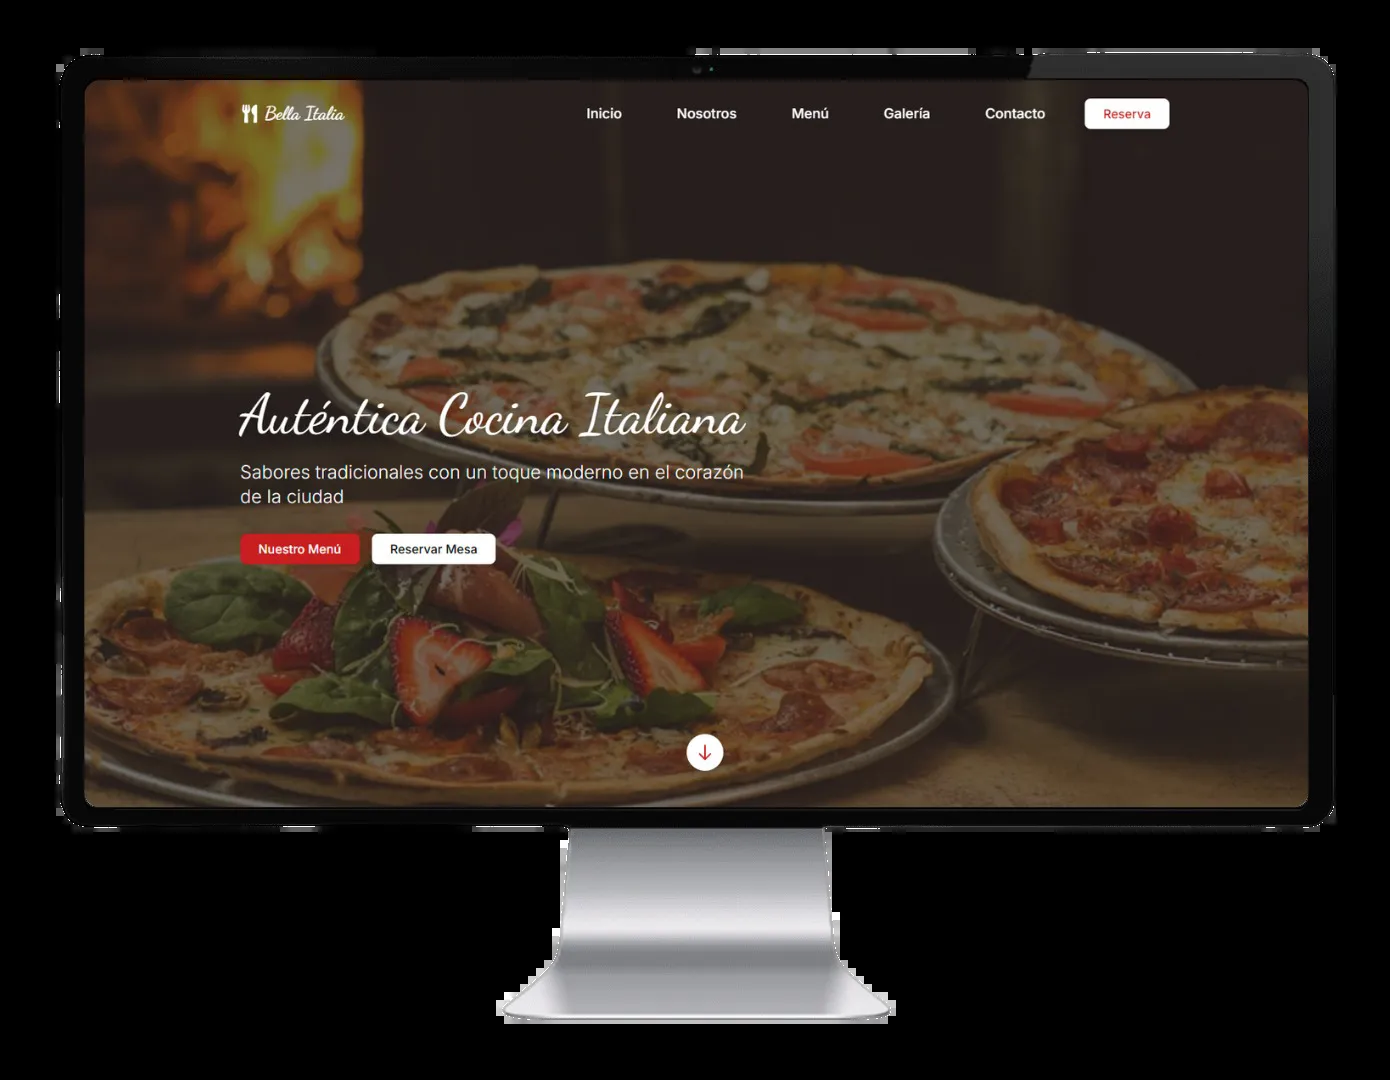 Bella Italia
Inicio Nosotros Menú Galería Contacto Reserva
Auténtica Cocina Italiana
Sabores tradicionales con un toque moderno en el corazón
de la ciudad
Nuestro Menú Reservar Mesa